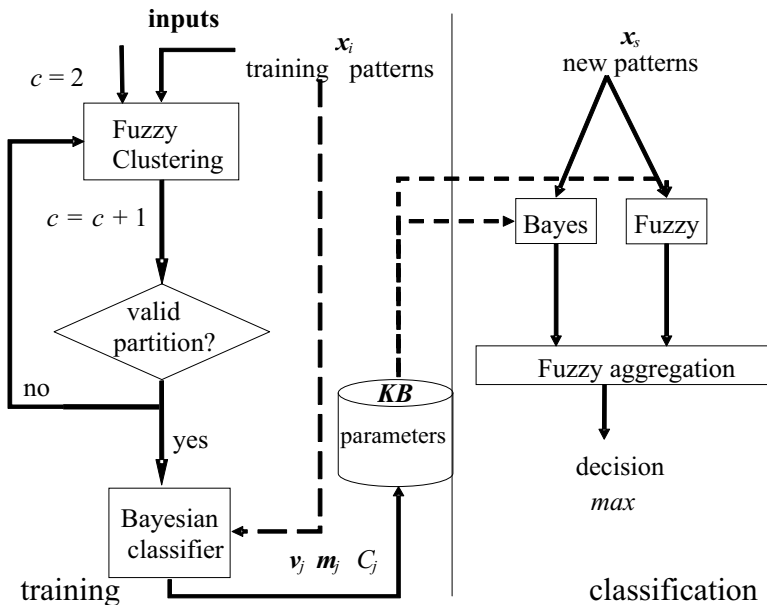 inputs
c = 2
x_i
training patterns
Fuzzy
Clustering
c = c + 1
valid
partition?
no
yes
Bayesian
classifier
v_j m_j C_j
training
KB
parameters
x_s
new patterns
Bayes
Fuzzy
Fuzzy aggregation
decision
max
classification